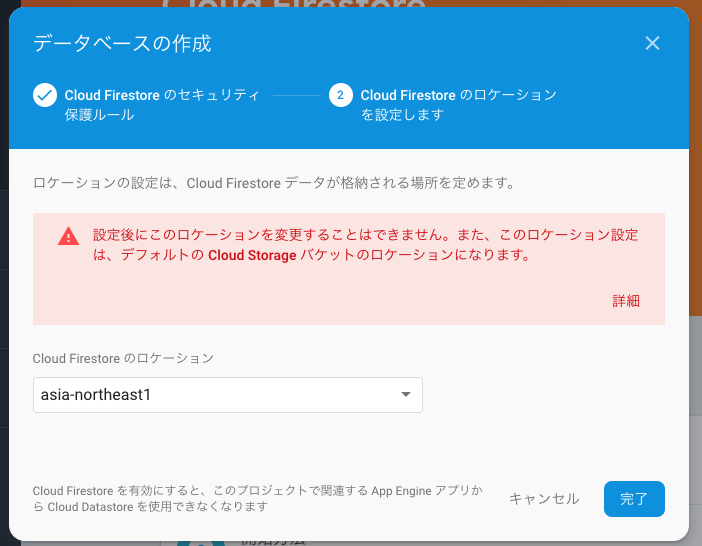 Cloud Firestore
データベースの作成
Cloud Firestore のセキュリティ
保護ルール
2
Cloud Firestore のロケーション
を設定します
ロケーションの設定は、Cloud Firestore データが格納される場所を定めます。
設定後にこのロケーションを変更することはできません。また、このロケーション設定
は、デフォルトの Cloud Storage バケットのロケーションになります。
詳細
Cloud Firestore のロケーション
asia-northeast1
Cloud Firestore を有効にすると、このプロジェクトで関連する App Engine アプリか
ら Cloud Datastore を使用できなくなります
キャンセル
完了